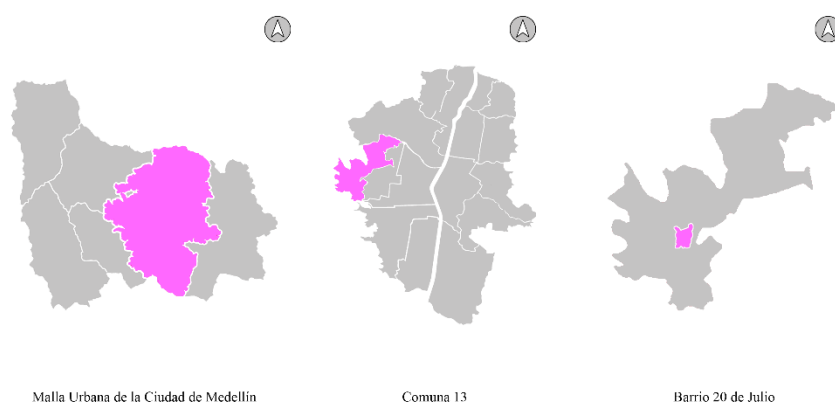 Malla Urbana de la Ciudad de Medellín
Comuna 13
Barrio 20 de Julio